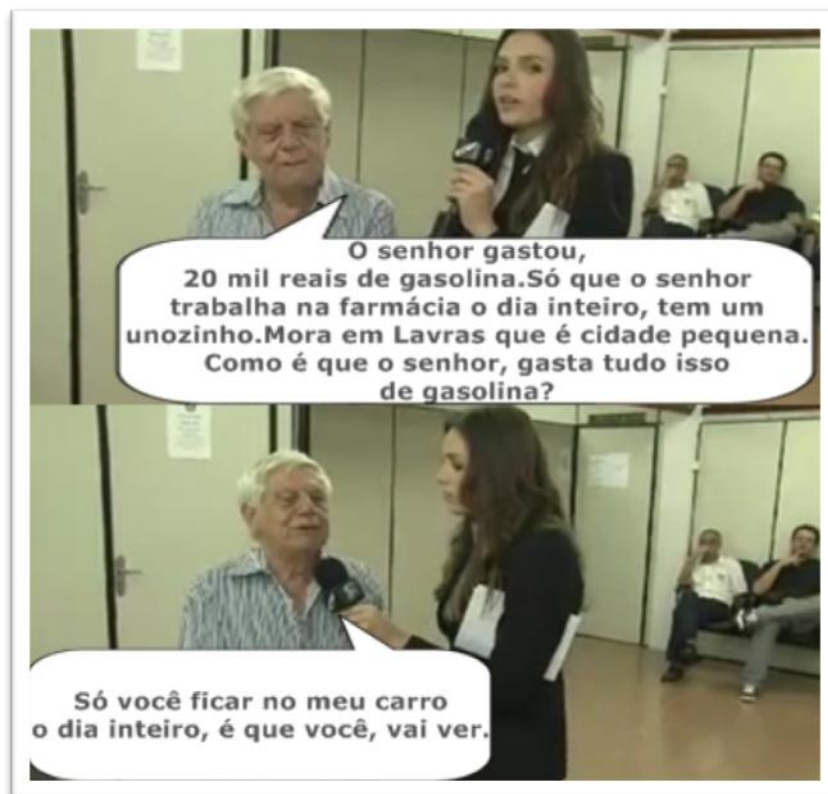 O senhor gastou,
20 mil reais de gasolina.Só que o senhor
trabalha na farmácia o dia inteiro, tem um
unozinho.Mora em Lavras que é cidade pequena.
Como é que o senhor, gasta tudo isso
de gasolina?
Só você ficar no meu carro
o dia inteiro, é que você, vai ver.